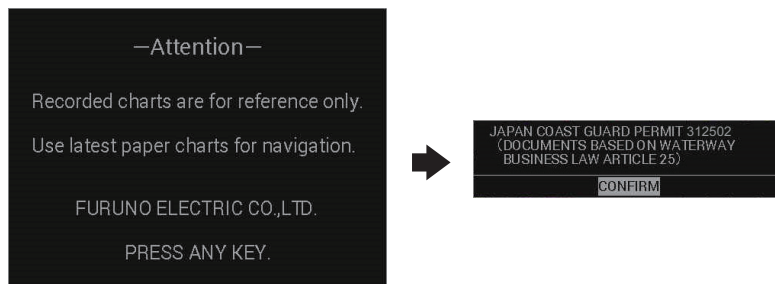 —Attention—
Recorded charts are for reference only.
Use latest paper charts for navigation.
FURUNO ELECTRIC CO.,LTD.
PRESS ANY KEY.
JAPAN COAST GUARD PERMIT 312502
(DOCUMENTS BASED ON WATERWAY
BUSINESS LAW ARTICLE 25)
CONFIRM